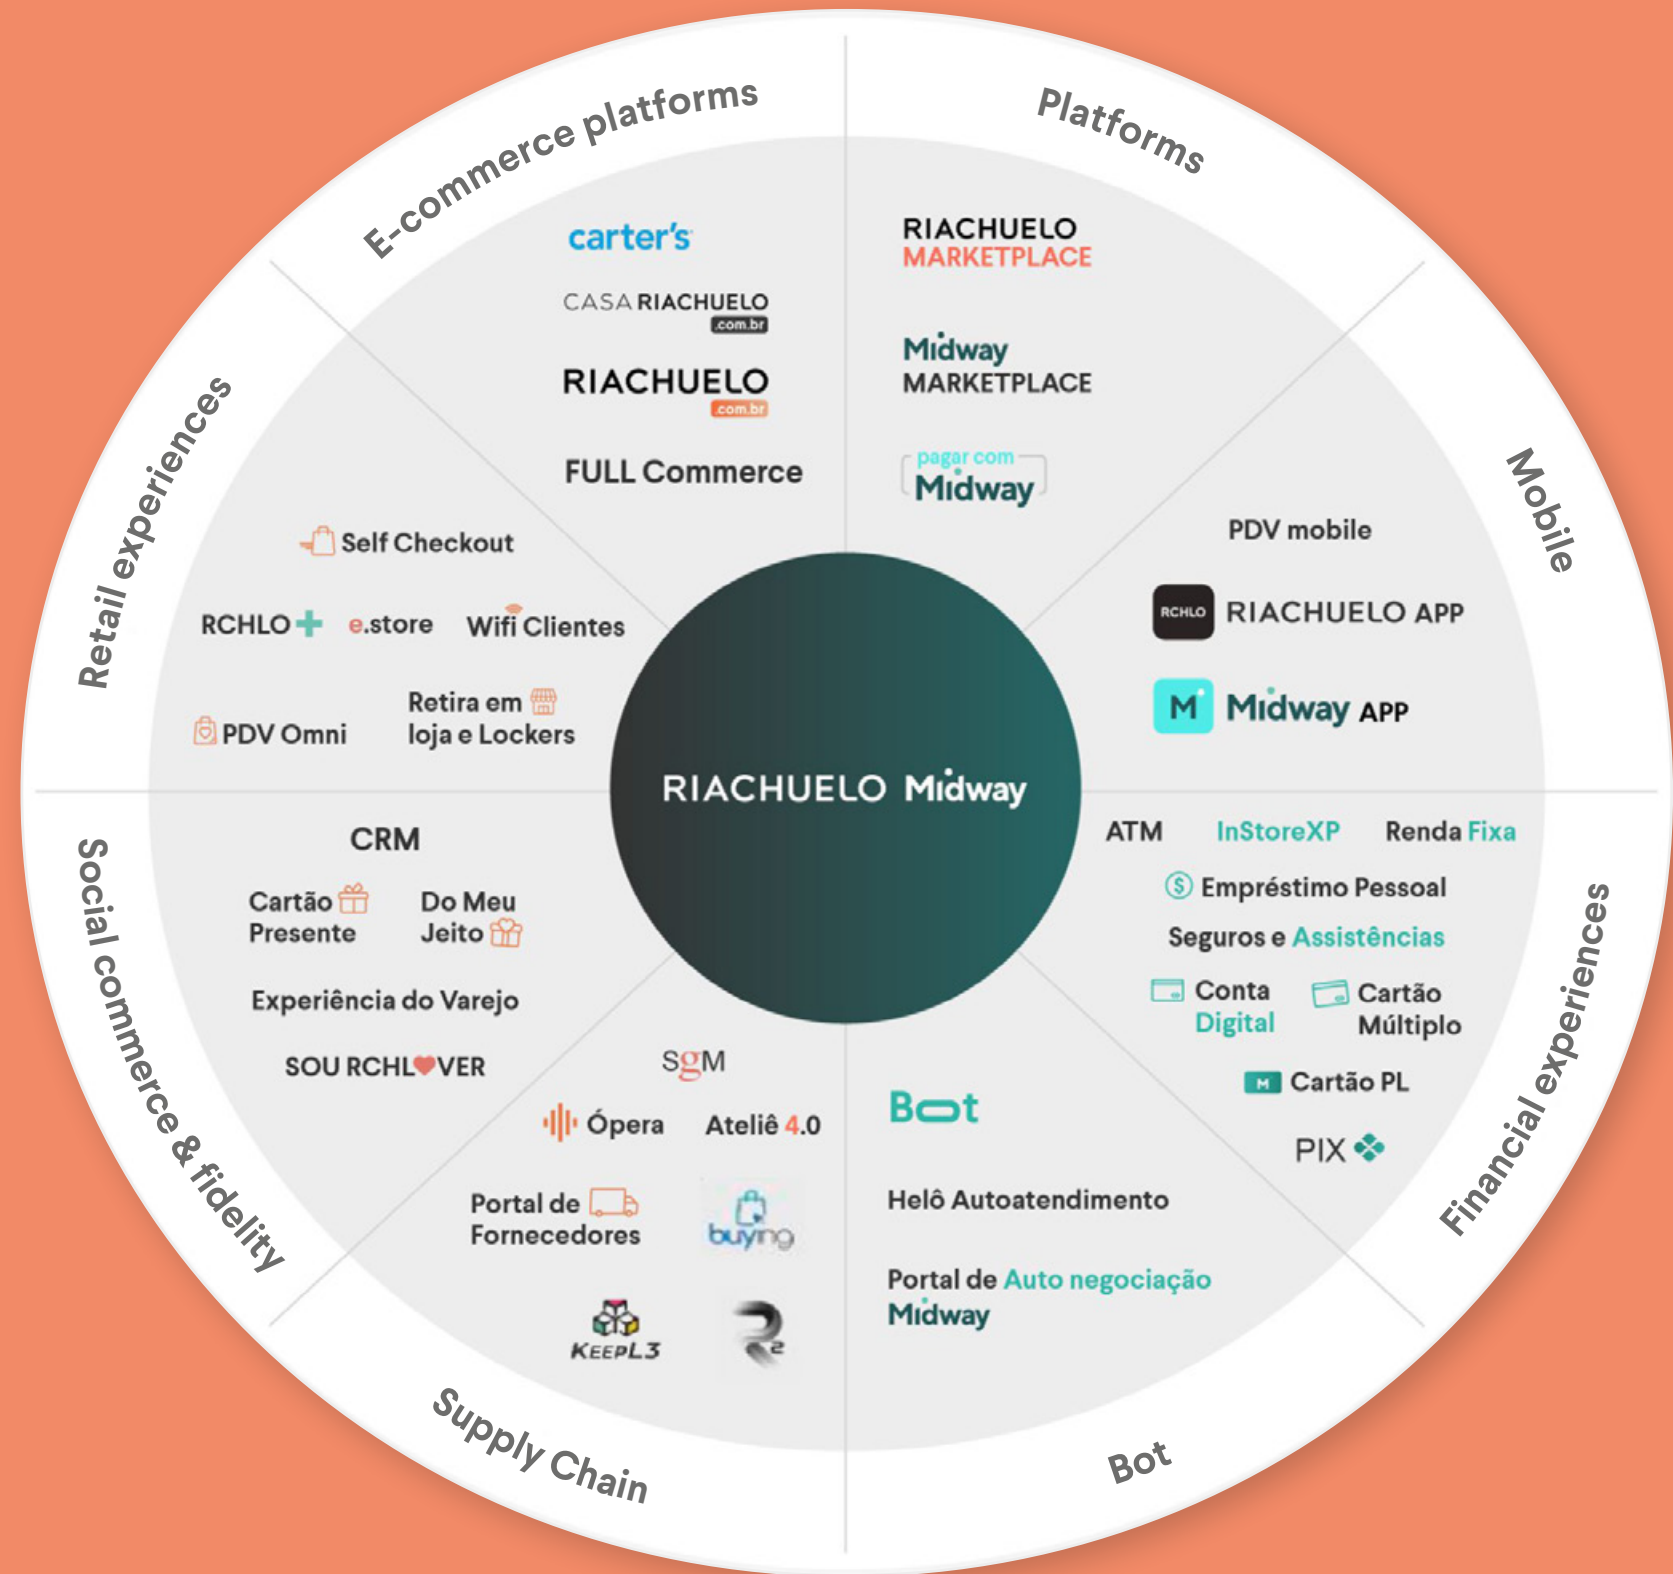 E-commerce platforms
carter's
CASA RIACHUELO
.com.br
RIACHUELO
.com.br
FULL Commerce
Platforms
RIACHUELO
MARKETPLACE
Midway
MARKETPLACE
pagar com
Midway
Mobile
PDV mobile
RCHLO RIACHUELO APP
M Midway APP
Financial experiences
ATM InStoreXP Renda Fixa
Empréstimo Pessoal
Seguros e Assistências
Conta
Digital
Cartão
Múltiplo
M Cartão PL
PIX
Bot
Bot
Helô Autoatendimento
Portal de Auto negociação
Midway
Supply Chain
SgM
Ópera Ateliê 4.0
Portal de
Fornecedores
buying
KEEPL3
R2
Social commerce & fidelity
CRM
Cartão
Presente
Do Meu
Jeito
Experiência do Varejo
SOU RCHL♥VER
Retail experiences
Self Checkout
RCHLO+ e.store Wifi Clientes
PDV Omni
Retira em
loja e Lockers
RIACHUELO Midway